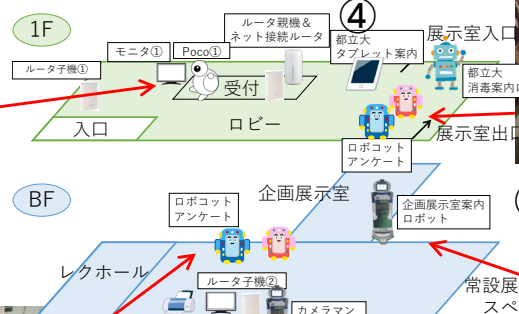 1F
ルータ子機①
モニタ①
Poco①
ルータ親機＆
ネット接続ルータ
④
都立大
タブレット案内
展示室入口
都立大
消毒案内ロ
受付
入口
ロビー
ロボコット
アンケート
展示室出口
BF
ロボコット
アンケート
企画展示室
企画展示室案内
ロボット
レクホール
ルータ子機②
カメラマン
常設展
スペ